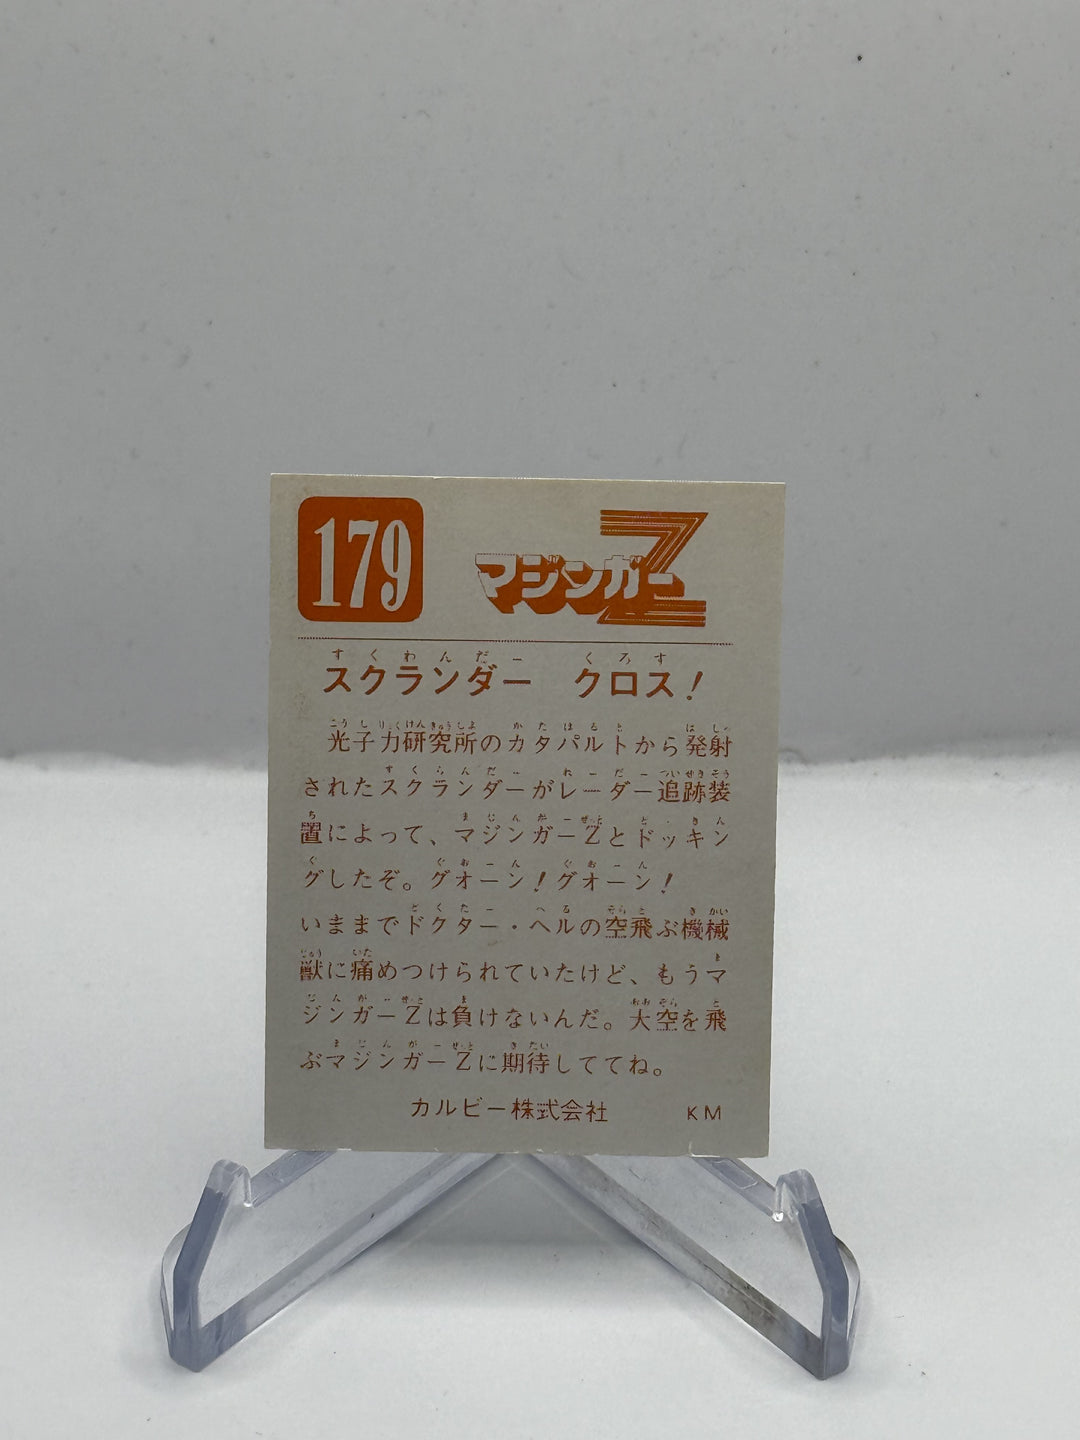 179
マジンガーZ
スクランダー クロス!
光子力研究所のカタパルトから発射
されたスクランダーがレーダー追跡装
置によって、マジンガーZとドッキン
グしたぞ。グオーン!グオーン!
いままでドクター・ヘルの空飛ぶ機械
獣に痛めつけられていたけど、もうマ
ジンガーZは負けないんだ。大空を飛
ぶマジンガーZに期待しててね。
カルビー株式会社 KM